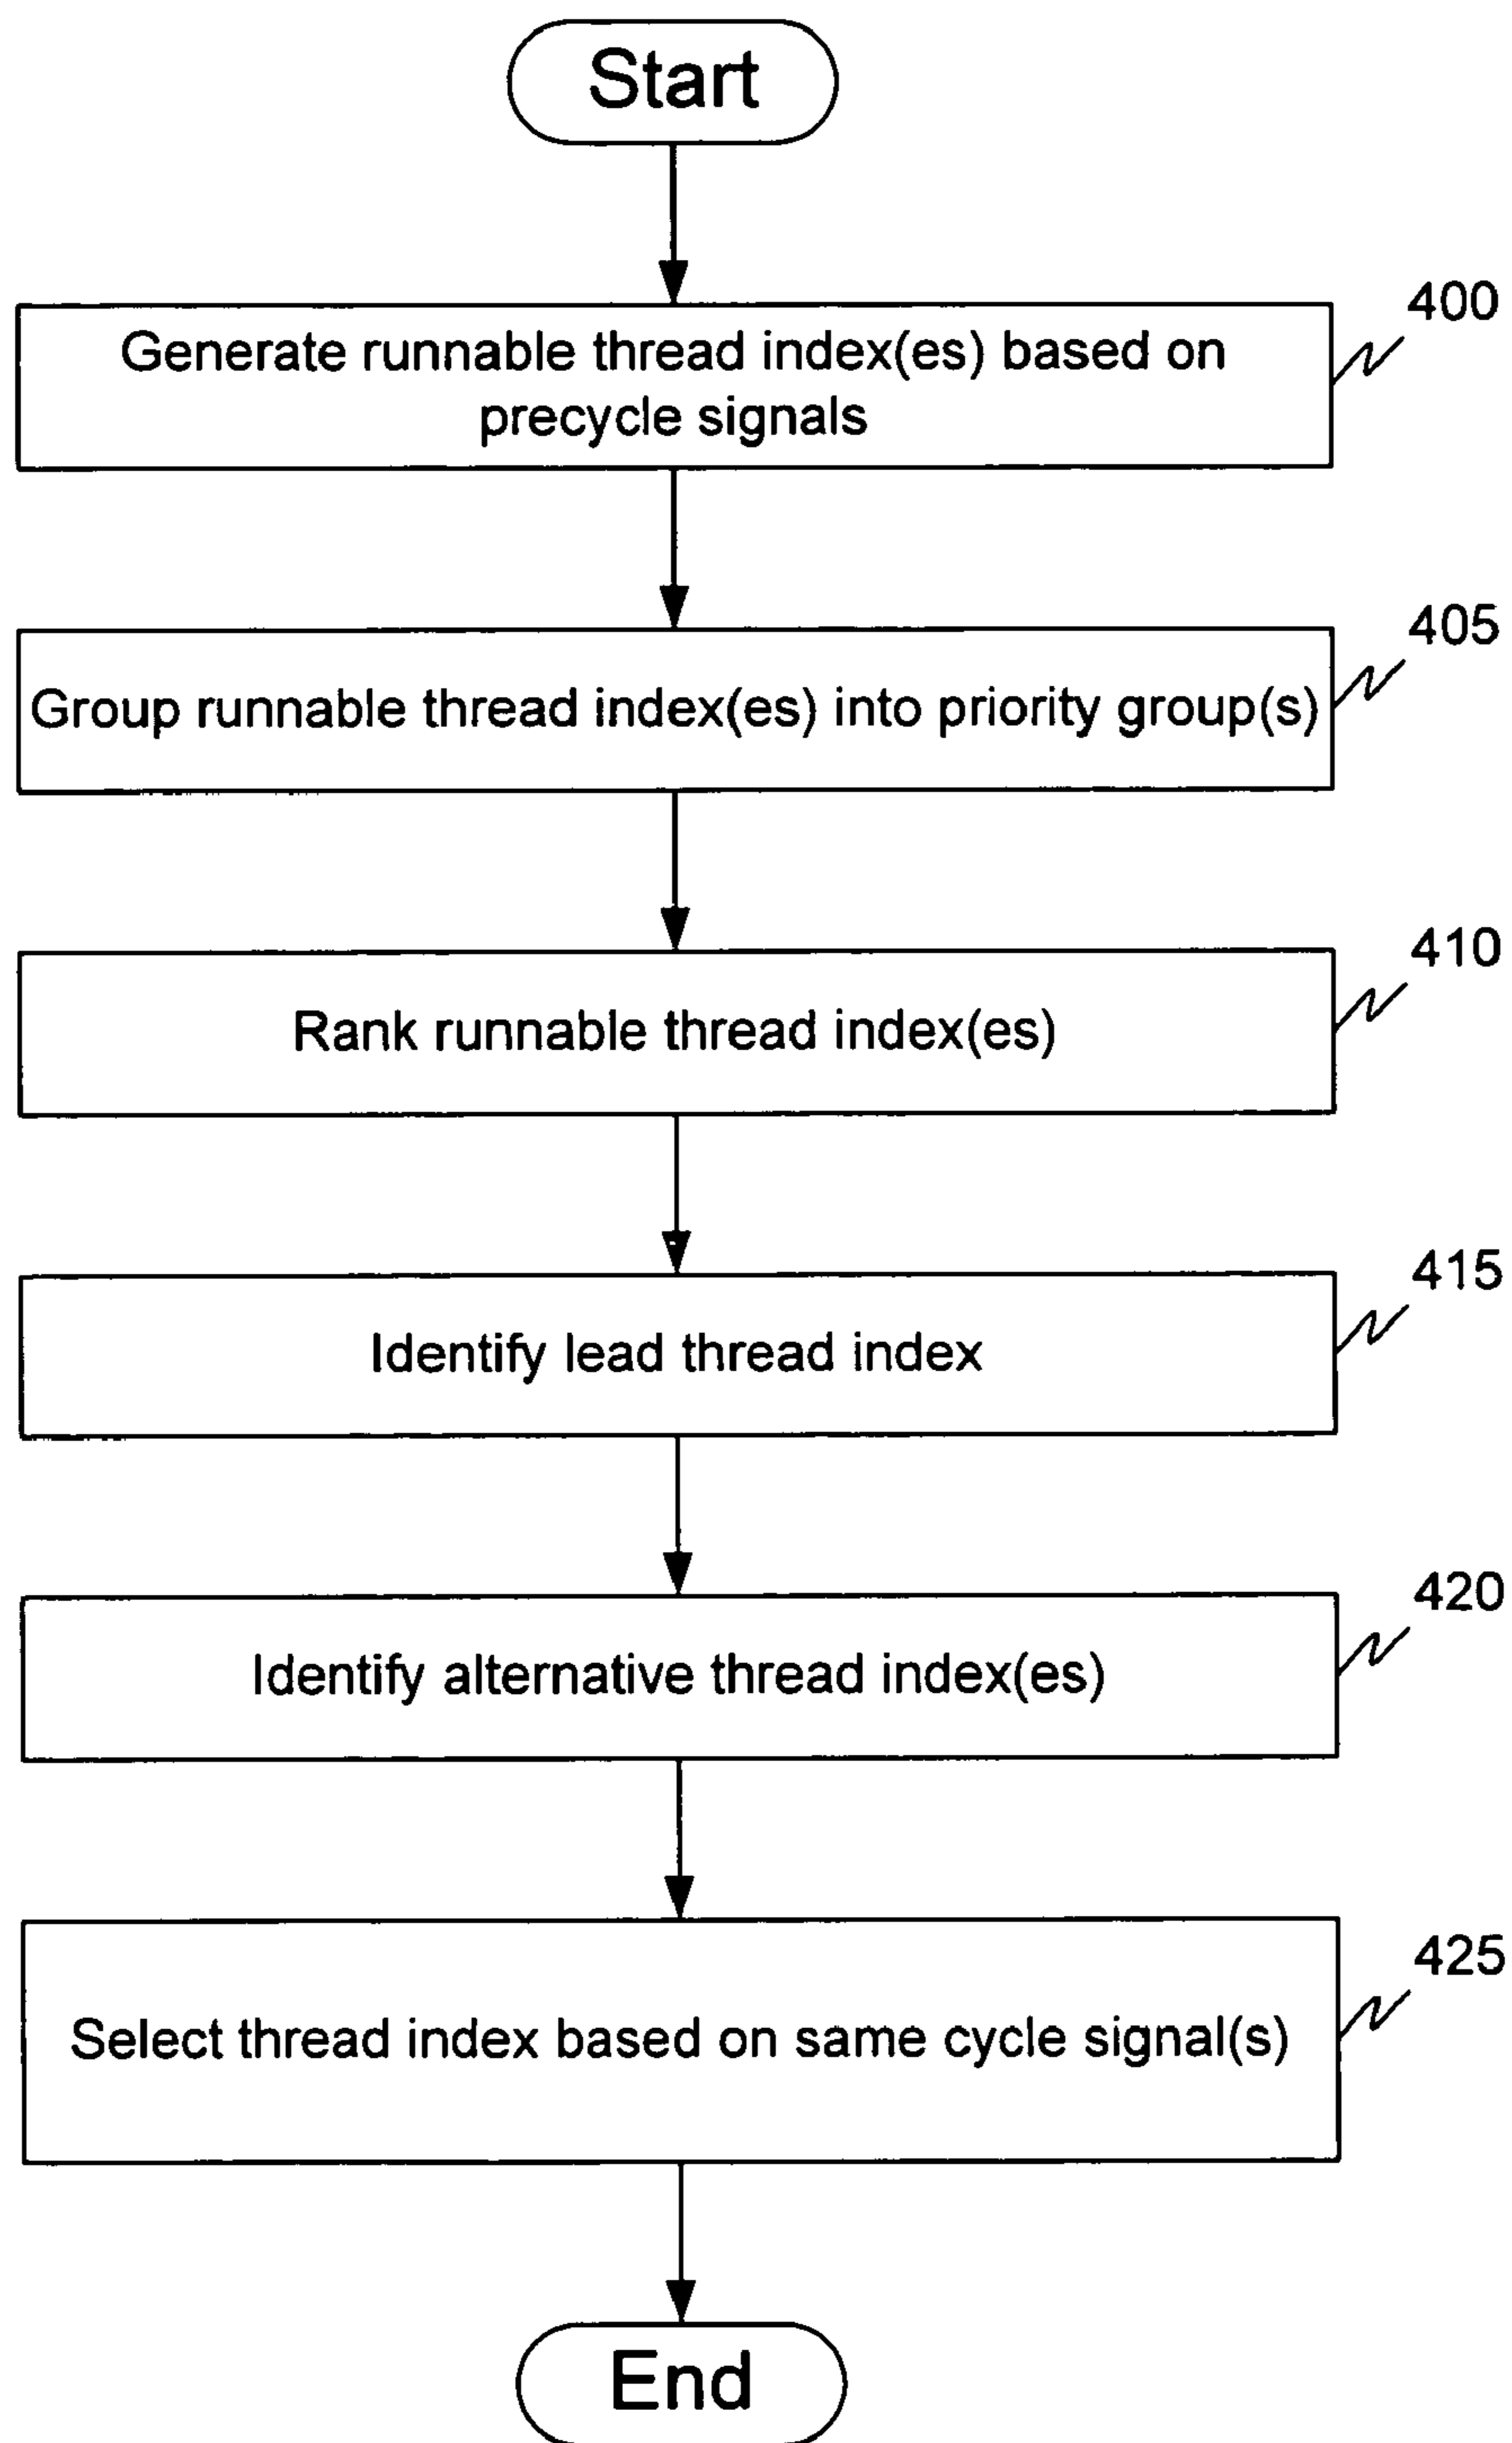 Start
400
Generate runnable thread index(es) based on
precycle signals
405
Group runnable thread index(es) into priority group(s)
410
Rank runnable thread index(es)
415
Identify lead thread index
420
Identify alternative thread index(es)
425
Select thread index based on same cycle signal(s)
End